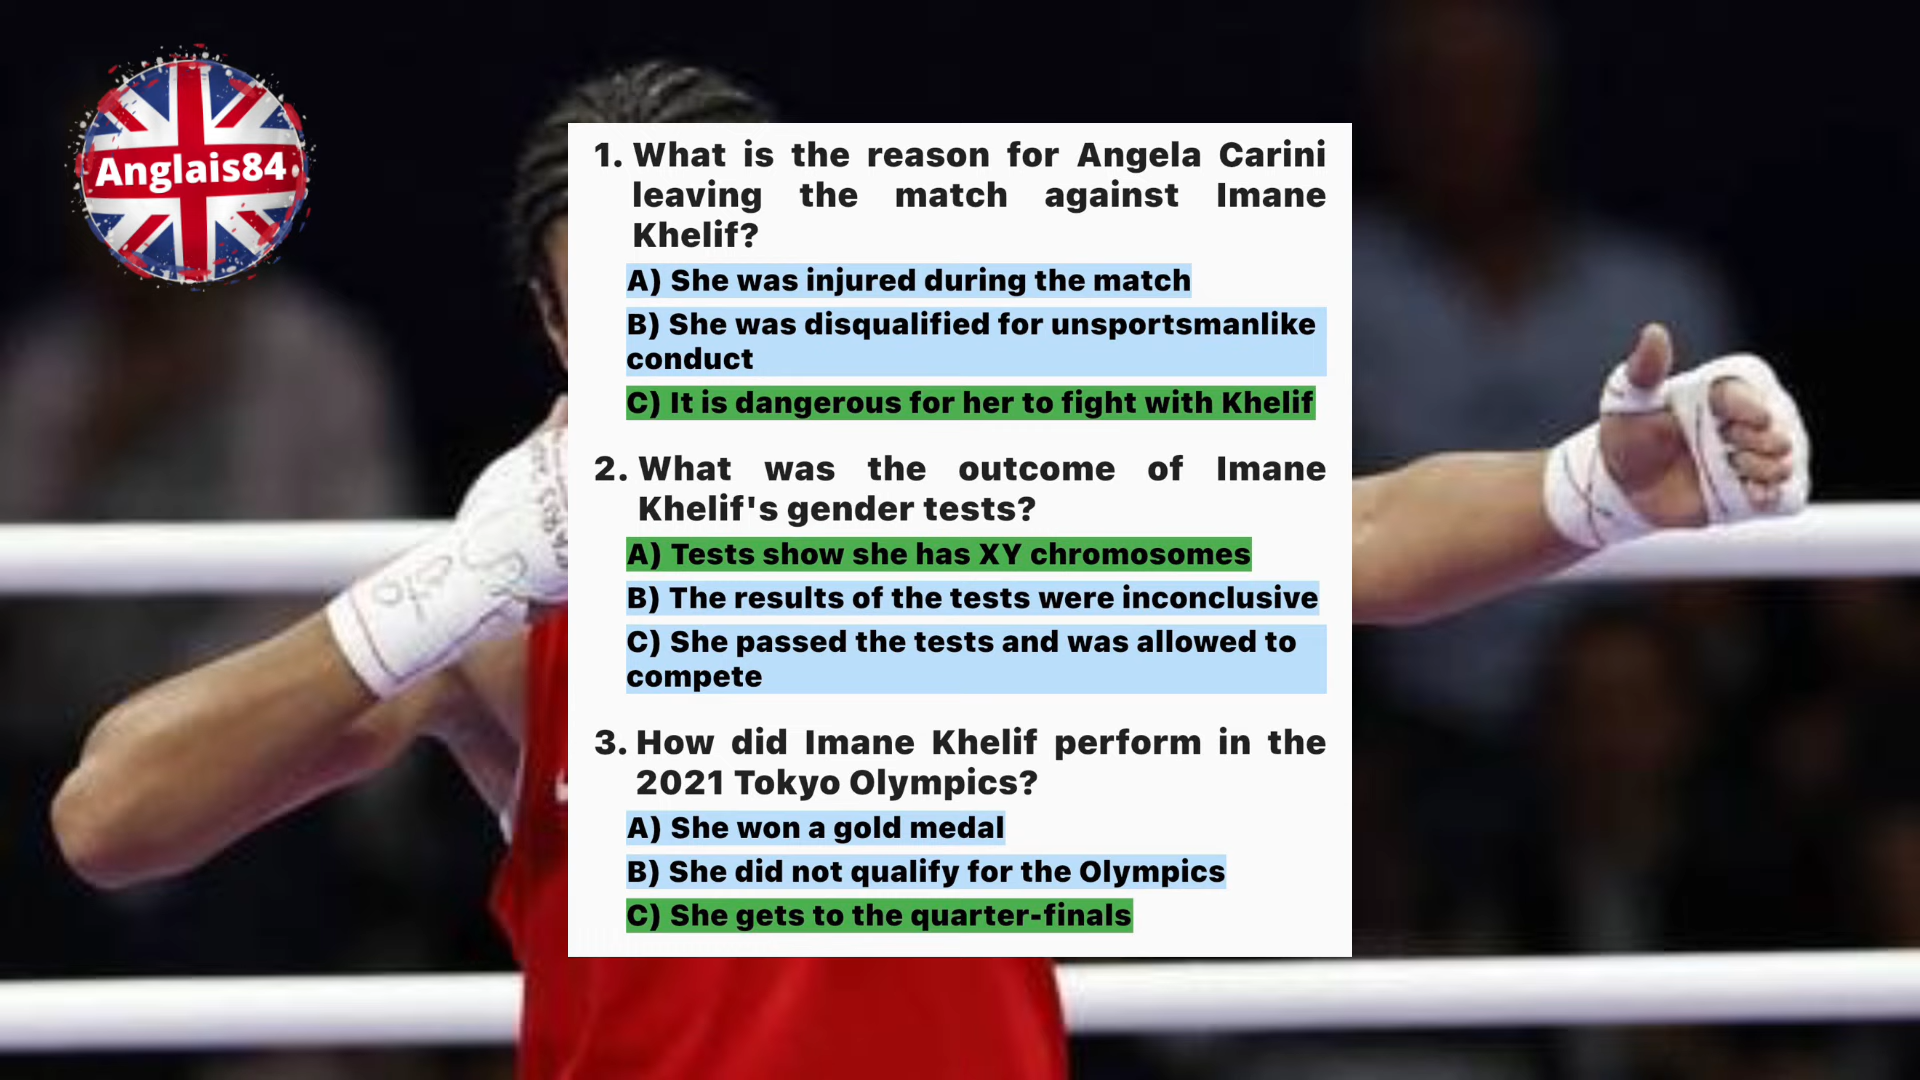 Anglais84
1. What is the reason for Angela Carini
leaving the match against Imane
Khelif?
A) She was injured during the match
B) She was disqualified for unsportsmanlike
conduct
C) It is dangerous for her to fight with Khelif
2. What was the outcome of Imane
Khelif's gender tests?
A) Tests show she has XY chromosomes
B) The results of the tests were inconclusive
C) She passed the tests and was allowed to
compete
3. How did Imane Khelif perform in the
2021 Tokyo Olympics?
A) She won a gold medal
B) She did not qualify for the Olympics
C) She gets to the quarter-finals